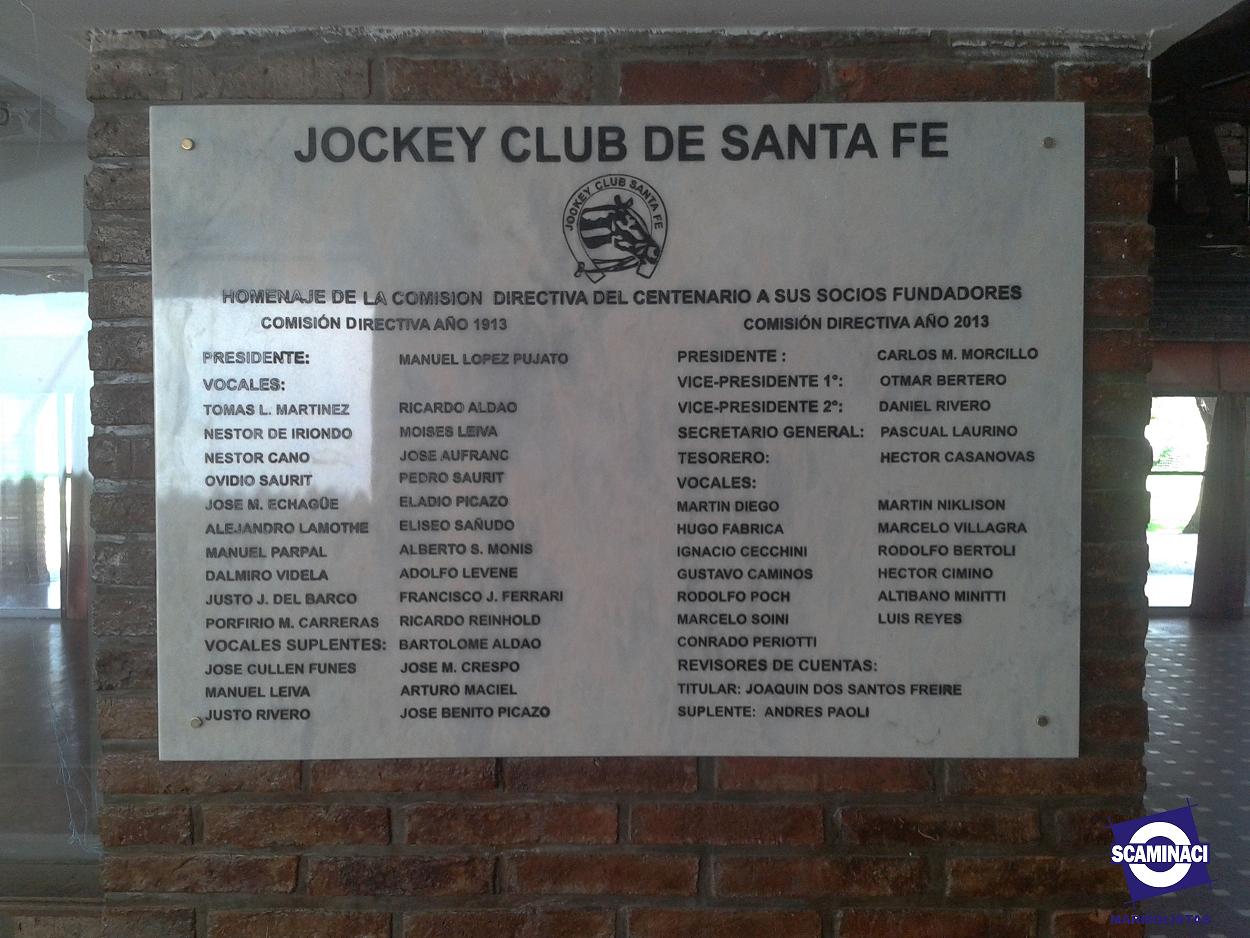 JOCKEY CLUB DE SANTA FE
JOCKEY CLUB SANTA FE
HOMENAJE DE LA COMISION DIRECTIVA DEL CENTENARIO A SUS SOCIOS FUNDADORES
COMISIÓN DIRECTIVA AÑO 1913
PRESIDENTE: MANUEL LOPEZ PUJATO
VOCALES:
TOMAS L. MARTINEZ RICARDO ALDAO
NESTOR DE IRIONDO MOISES LEIVA
NESTOR CANO JOSE AUFRANC
OVIDIO SAURIT PEDRO SAURIT
JOSE M. ECHAGÜE ELADIO PICAZO
ALEJANDRO LAMOTHE ELISEO SAÑUDO
MANUEL PARPAL ALBERTO S. MONIS
DALMIRO VIDELA ADOLFO LEVENE
JUSTO J. DEL BARCO FRANCISCO J. FERRARI
PORFIRIO M. CARRERAS RICARDO REINHOLD
VOCALES SUPLENTES: BARTOLOME ALDAO
JOSE CULLEN FUNES JOSE M. CRESPO
MANUEL LEIVA ARTURO MACIEL
JUSTO RIVERO JOSE BENITO PICAZO
COMISIÓN DIRECTIVA AÑO 2013
PRESIDENTE : CARLOS M. MORCILLO
VICE-PRESIDENTE 1º: OTMAR BERTERO
VICE-PRESIDENTE 2º: DANIEL RIVERO
SECRETARIO GENERAL: PASCUAL LAURINO
TESORERO: HECTOR CASANOVAS
VOCALES:
MARTIN DIEGO MARTIN NIKLISON
HUGO FABRICA MARCELO VILLAGRA
IGNACIO CECCHINI RODOLFO BERTOLI
GUSTAVO CAMINOS HECTOR CIMINO
RODOLFO POCH ALTIBANO MINITTI
MARCELO SOINI LUIS REYES
CONRADO PERIOTTI
REVISORES DE CUENTAS:
TITULAR: JOAQUIN DOS SANTOS FREIRE
SUPLENTE: ANDRES PAOLI
SCAMINACI
MARMOLISTAS